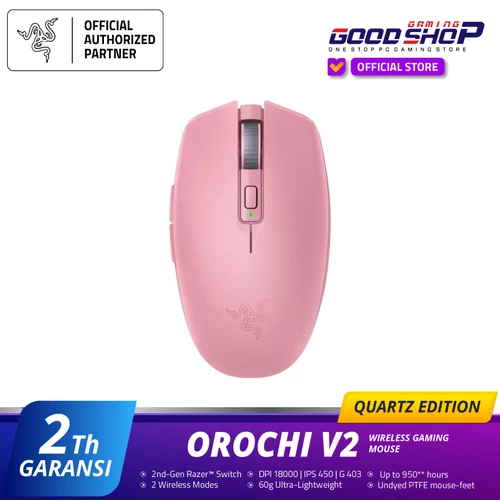 OFFICIAL
AUTHORIZED
PARTNER
GAMING
GOODSHOP
ONE STOP PC GAMING STORE
OFFICIAL STORE
QUARTZ EDITION
2Th
GARANSI
OROCHI V2
WIRELESS GAMING
MOUSE
• 2nd-Gen Razer™ Switch
• 2 Wireless Modes
• DPI 18000 | IPS 450 | G 403
• 60g Ultra-Lightweight
• Up to 950** hours
• Undyed PTFE mouse-feet